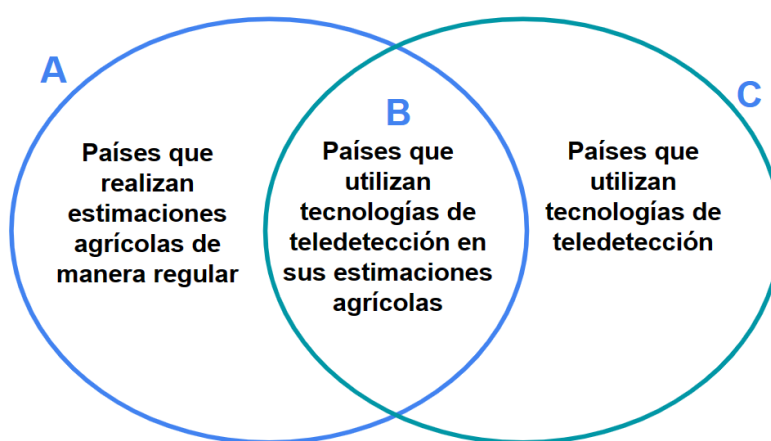 A
Países que
realizan
estimaciones
agrícolas de
manera regular
B
Países que
utilizan
tecnologías de
teledetección en
sus estimaciones
agrícolas
C
Países que
utilizan
tecnologías de
teledetección